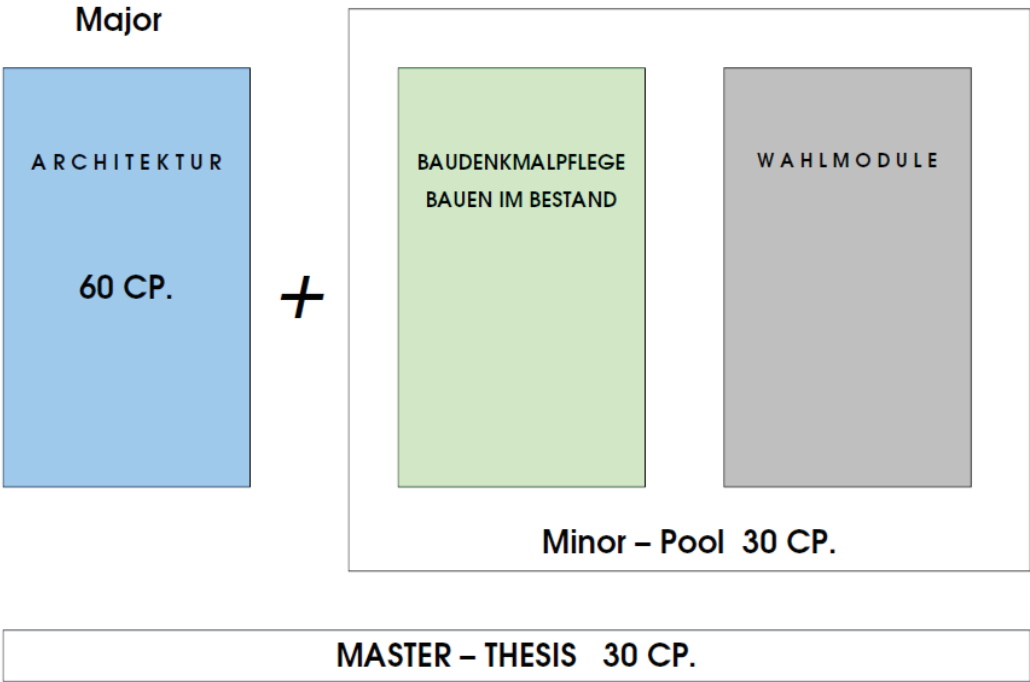 Major
ARCHITEKTUR
60 CP.
+
BAUDENKMALPFLEGE
BAUEN IM BESTAND
WAHLMODULE
Minor – Pool 30 CP.
MASTER – THESIS 30 CP.